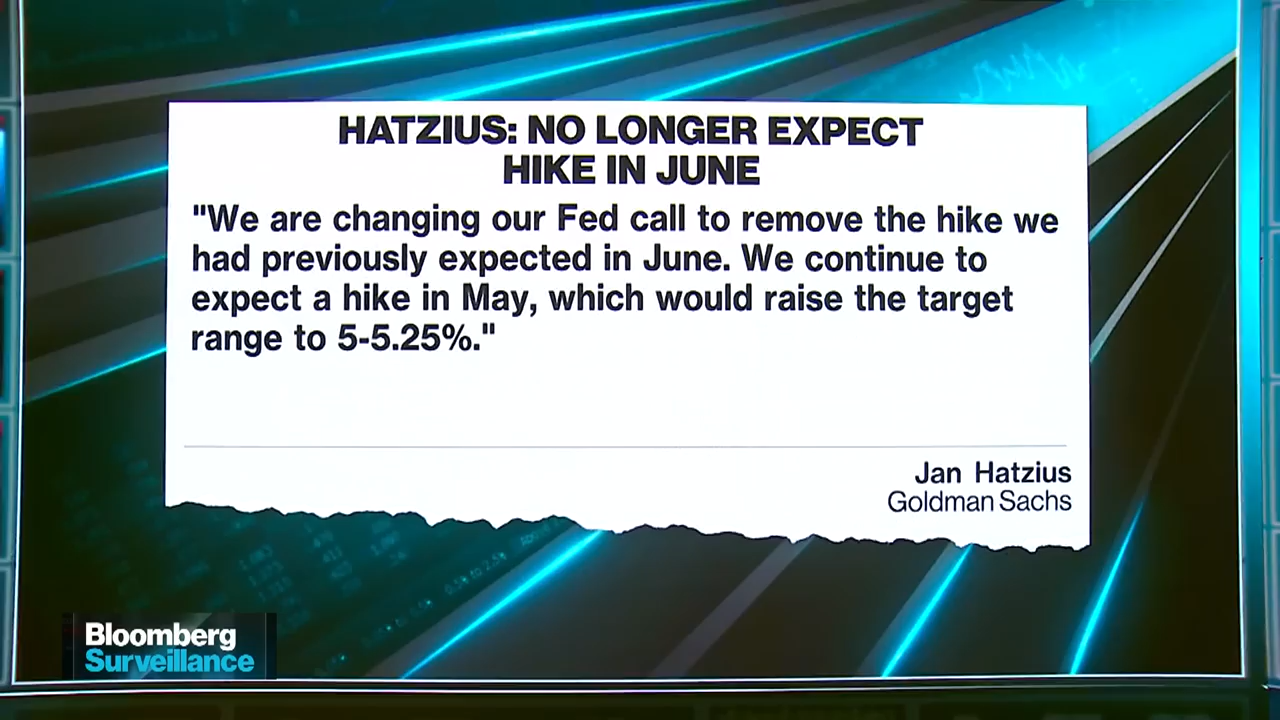 HATZIUS: NO LONGER EXPECT
HIKE IN JUNE
"We are changing our Fed call to remove the hike we
had previously expected in June. We continue to
expect a hike in May, which would raise the target
range to 5-5.25%."
Jan Hatzius
Goldman Sachs
Bloomberg
Surveillance